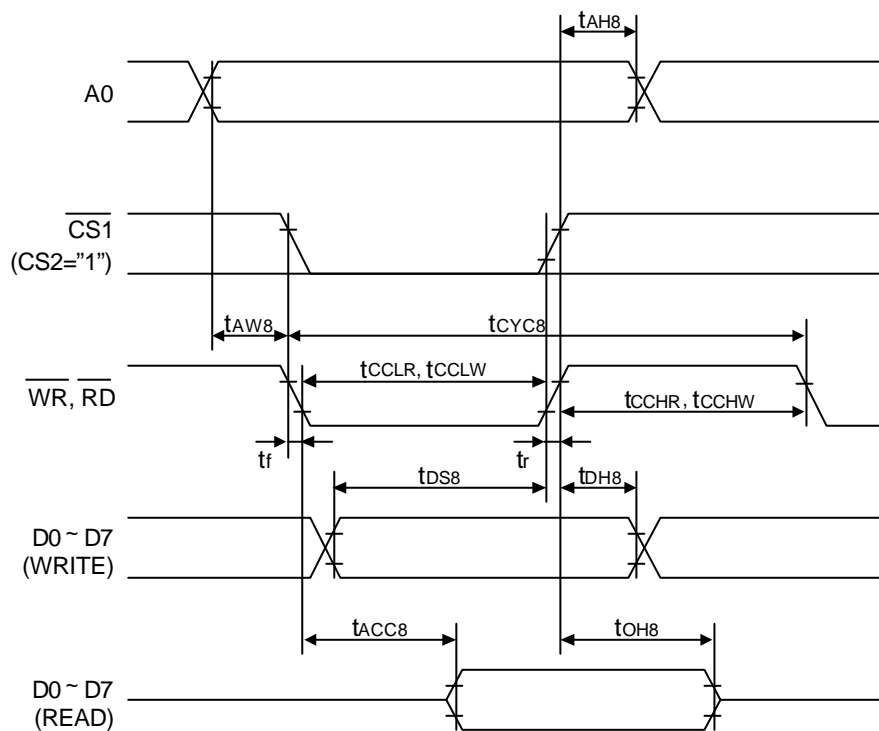 tAH8
A0
CS1
(CS2="1")
tAW8
tCYC8
tCCLR, tCCLW
WR, RD
tCCHR, tCCHW
tf
tr
tDS8
tDH8
D0 ~ D7
(WRITE)
tACC8
tOH8
D0 ~ D7
(READ)